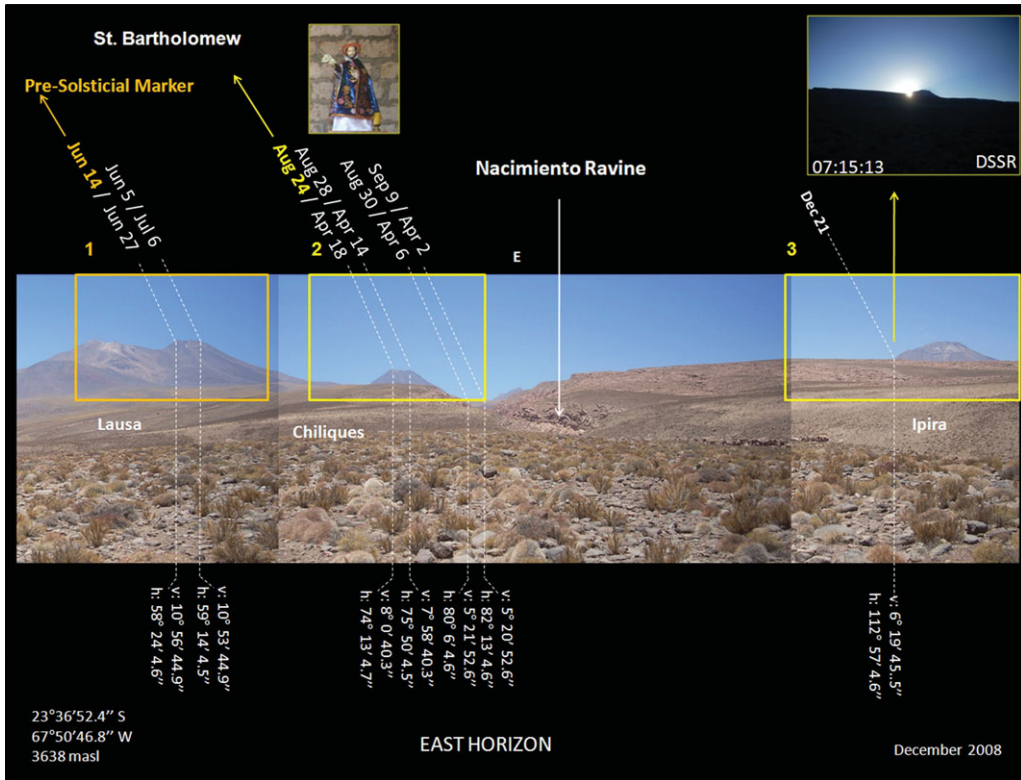 St. Bartholomew
Pre-Solsticial Marker
Jun 14 / Jun 27
Jun 5 / Jul 6
Aug 24 / Apr 18
Aug 28 / Apr 14
Aug 30 / Apr 6
Sep 9 / Apr 2
Nacimiento Ravine
07:15:13
DSSR
Dec 21
1
2
E
3
Lausa
Chiliques
Ipira
v: 10° 56’ 44.9’’
h: 58° 24’ 4.6’’
v: 10° 53’ 44.9’’
h: 59° 14’ 4.5’’
v: 8° 0’ 40.3’’
h: 74° 13’ 4.7’’
v: 7° 58’ 40.3’’
h: 75° 50’ 4.5’’
v: 5° 21’ 52.6’’
h: 80° 6’ 4.6’’
v: 5° 20’ 52.6’’
h: 82° 13’ 4.6’’
v: 6° 19’ 45..5’’
h: 112° 57’ 4.6’’
23°36’52.4’’ S
67°50’46.8’’ W
3638 masl
EAST HORIZON
December 2008